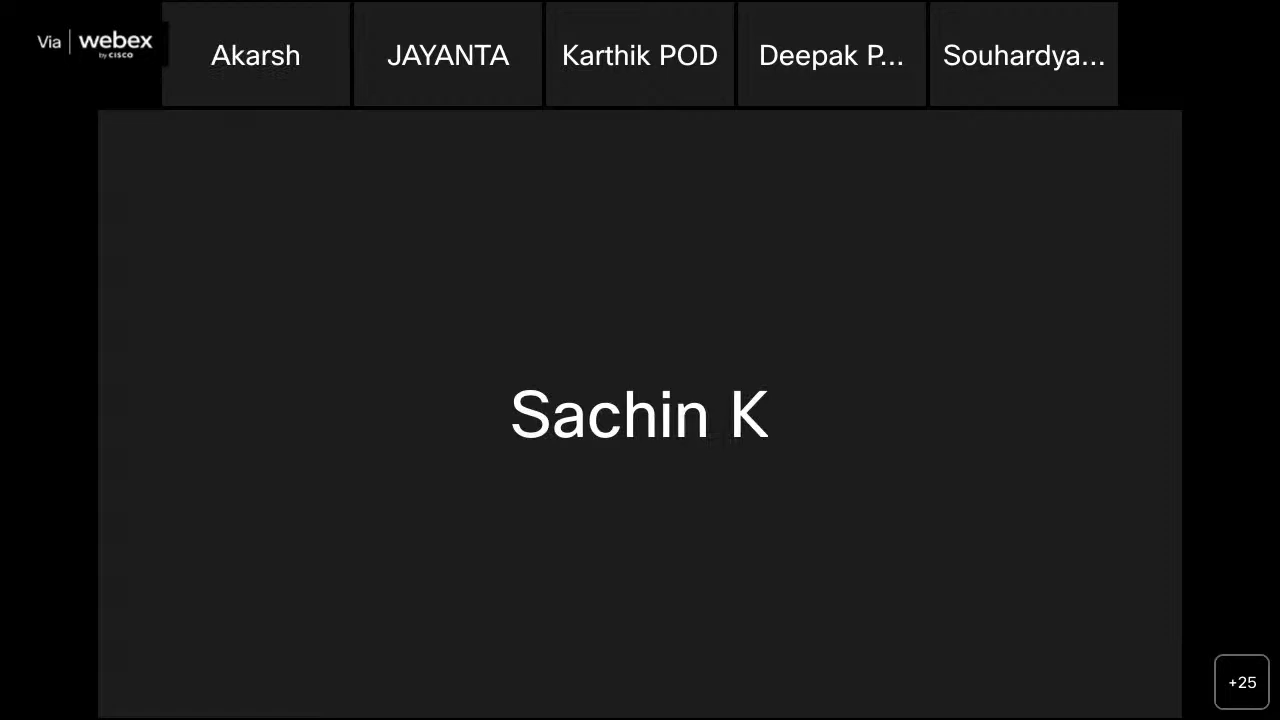 Via | webex
by CISCO
Akarsh
JAYANTA
Karthik POD
Deepak P...
Souhardya...
Sachin K
+25